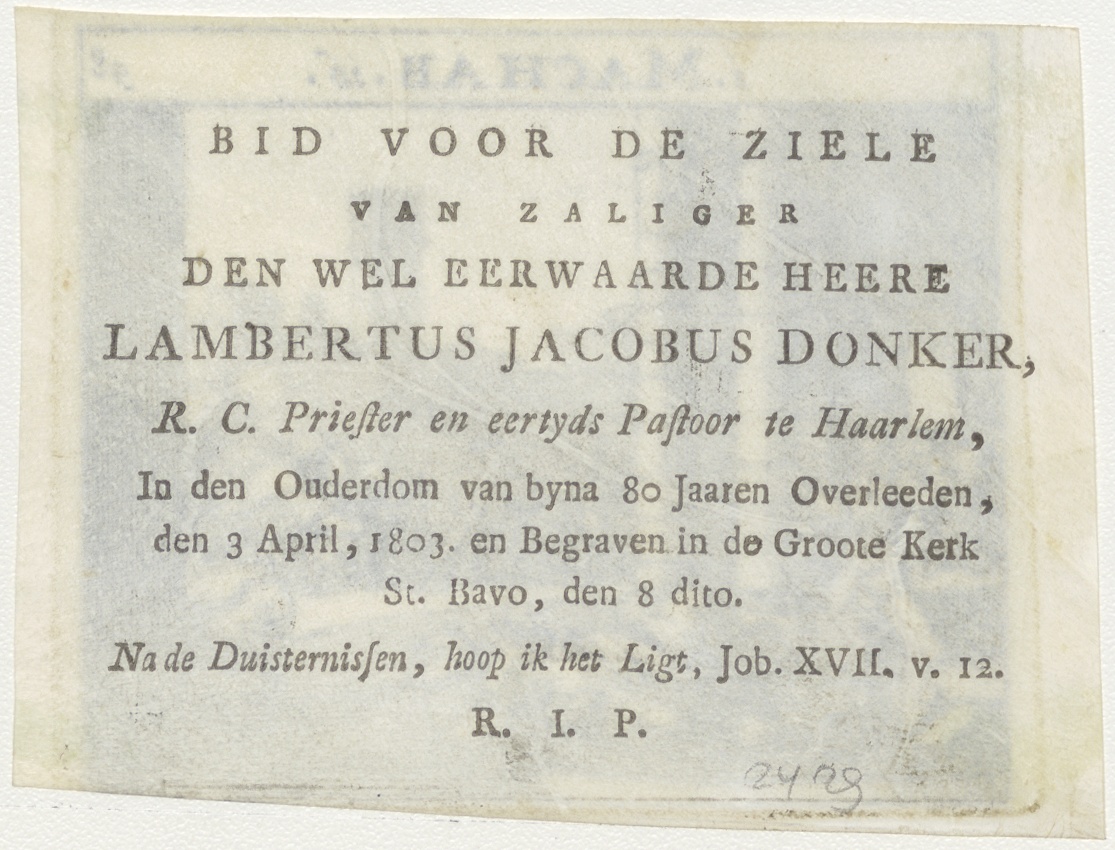 BID VOOR DE ZIELE
VAN ZALIGER
DEN WEL EERWAARDE HEERE
LAMBERTUS JACOBUS DONKER,
R. C. Prieſter en eertyds Paſtoor te Haarlem,
In den Ouderdom van byna 80 Jaaren Overleeden,
den 3 April, 1803. en Begraven in de Groote Kerk
St. Bavo, den 8 dito.
Na de Duisternisſen, hoop ik het Ligt, Job. XVII. v. 12.
R. I. P.